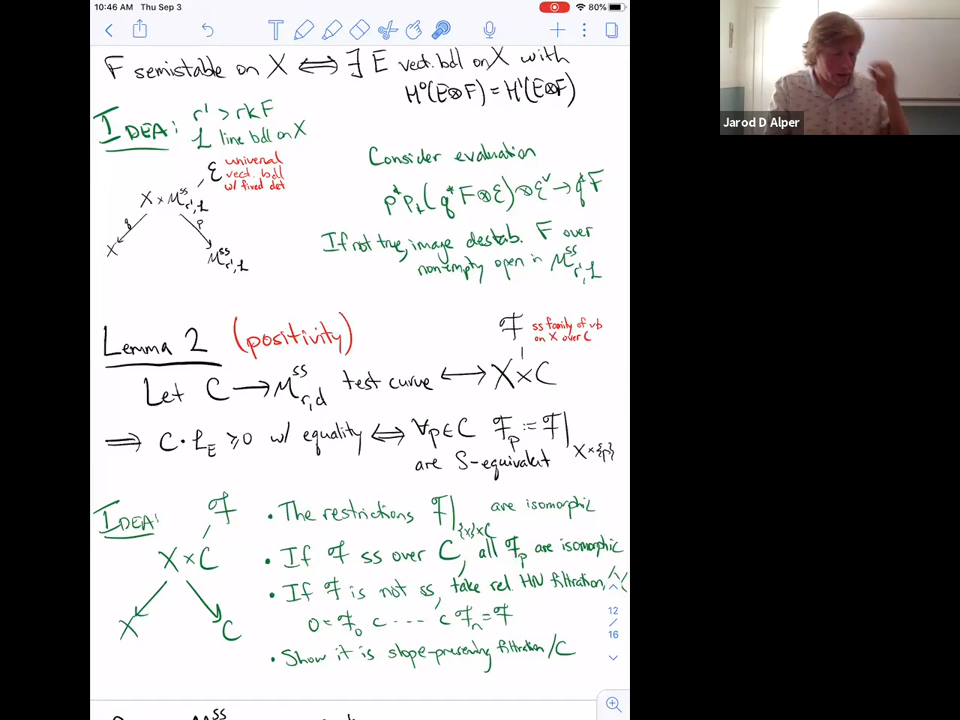 10:46 AM Thu Sep 3
80%
F semistable on X ⟺ ∃ E vect. bdl on X with
H⁰(E⊗F) = H¹(E⊗F)
IDEA: r' > rk F
L line bdl on X
E universal
vect. bdl
w/ fixed det
X × M^ss_{r',L}
q
p
X
M^ss_{r',L}
Consider evaluation
p^*p_*(q^*F⊗E)⊗E^∨ → q^*F
If not true, image destab. F over
non-empty open in M^ss_{r',L}
Lemma 2 (positivity)
F ss family of vb
on X over C
Let C → M^ss_{r,d} test curve ⟷ X×C
⟹ C·L_E ≥ 0 w/ equality ⟺ ∀p∈C F_p := F|_{X×{p}}
are S-equivalent
IDEA:
F
X × C
X
C
• The restrictions F|_{{x}×C} are isomorphic
• If F ss over C, all F_p are isomorphic
• If F is not ss, take rel. HN filtration
0 = F_0 ⊂ ··· ⊂ F_n = F
• Show it is slope-preserving filtration/C
12
/
16
Jarod D Alper